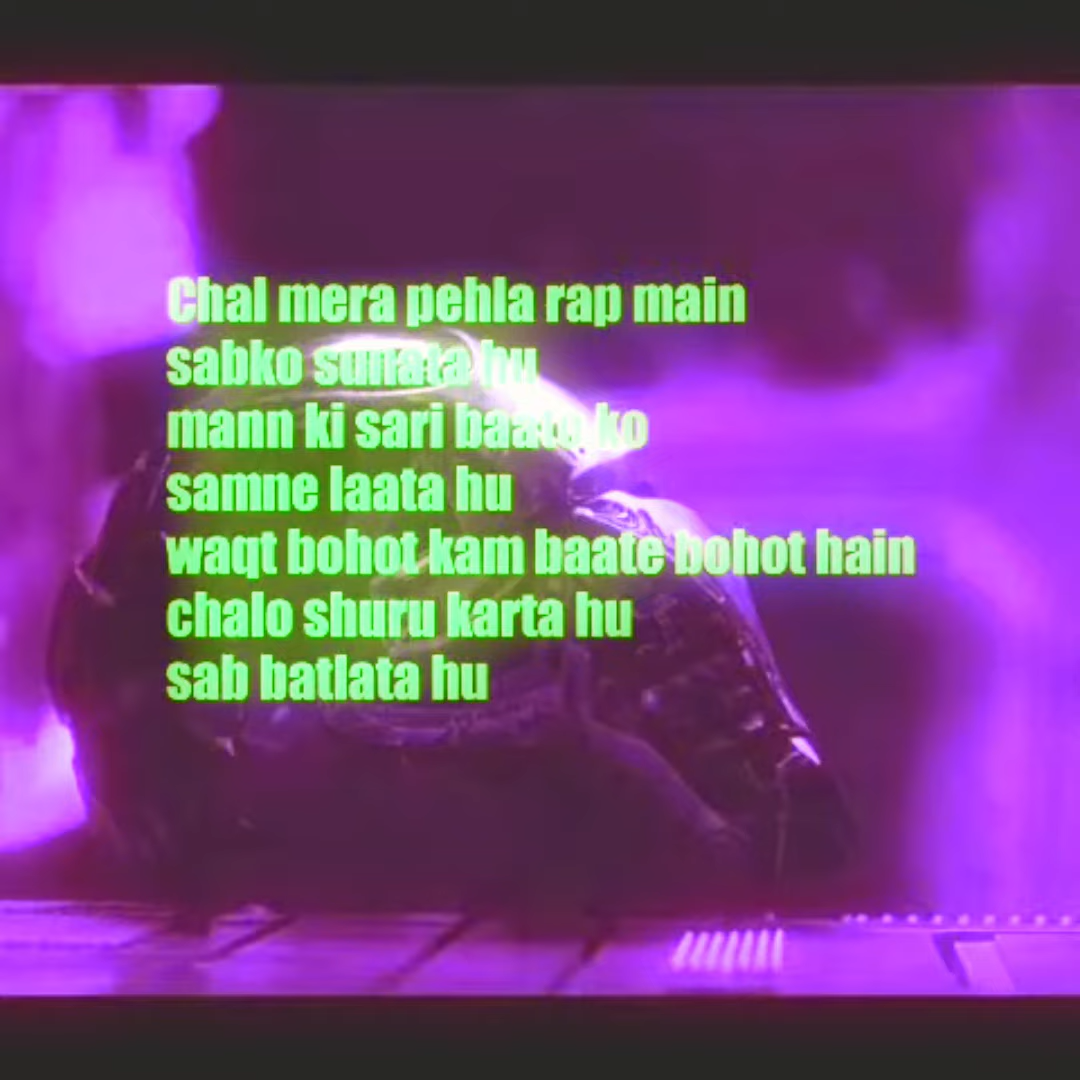 Chal mera pehla rap main
sabko sunata hu
mann ki sari baate ko
samne laata hu
waqt bohot kam baate bohot hain
chalo shuru karta hu
sab batlata hu